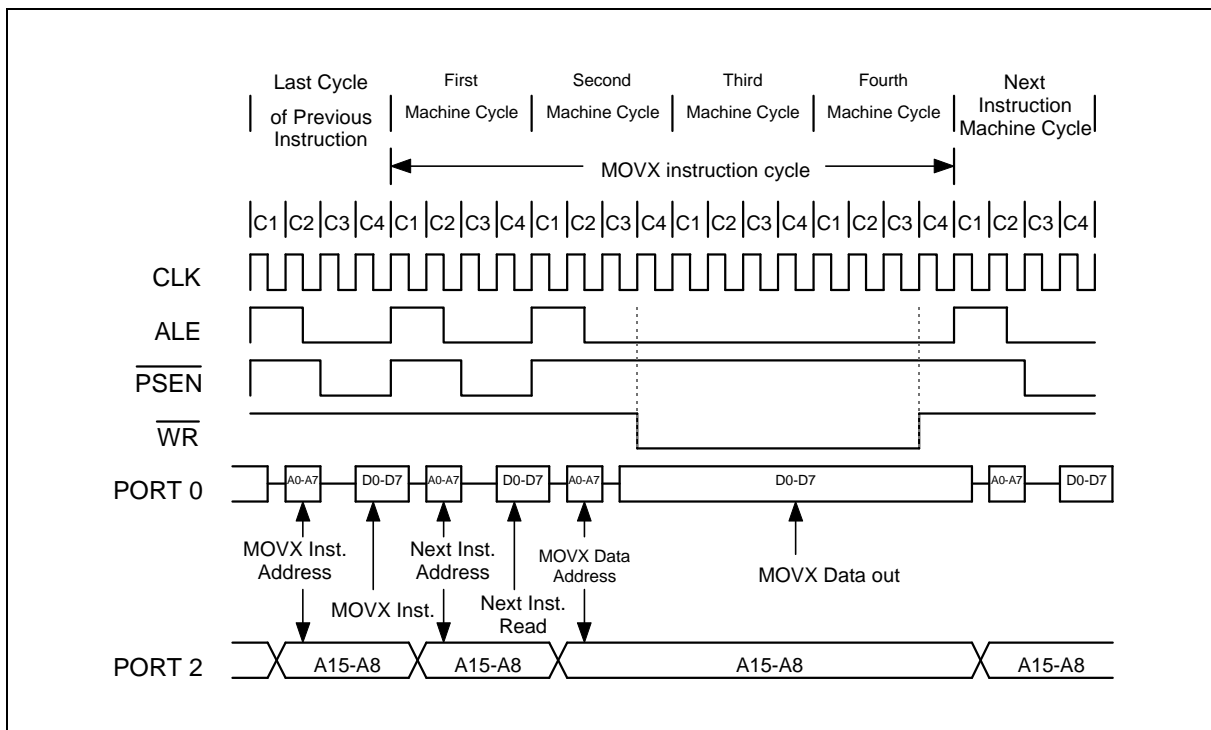 Last Cycle
of Previous
Instruction
First
Machine Cycle
Second
Machine Cycle
Third
Machine Cycle
Fourth
Machine Cycle
Next
Instruction
Machine Cycle
MOVX instruction cycle
C1 C2 C3 C4 C1 C2 C3 C4 C1 C2 C3 C4 C1 C2 C3 C4 C1 C2 C3 C4 C1 C2 C3 C4
CLK
ALE
PSEN
WR
PORT 0
A0-A7 D0-D7 A0-A7 D0-D7 A0-A7 D0-D7 A0-A7 D0-D7
MOVX Inst.
Address
MOVX Inst.
Next Inst.
Address
Next Inst.
Read
MOVX Data
Address
MOVX Data out
PORT 2
A15-A8 A15-A8 A15-A8 A15-A8